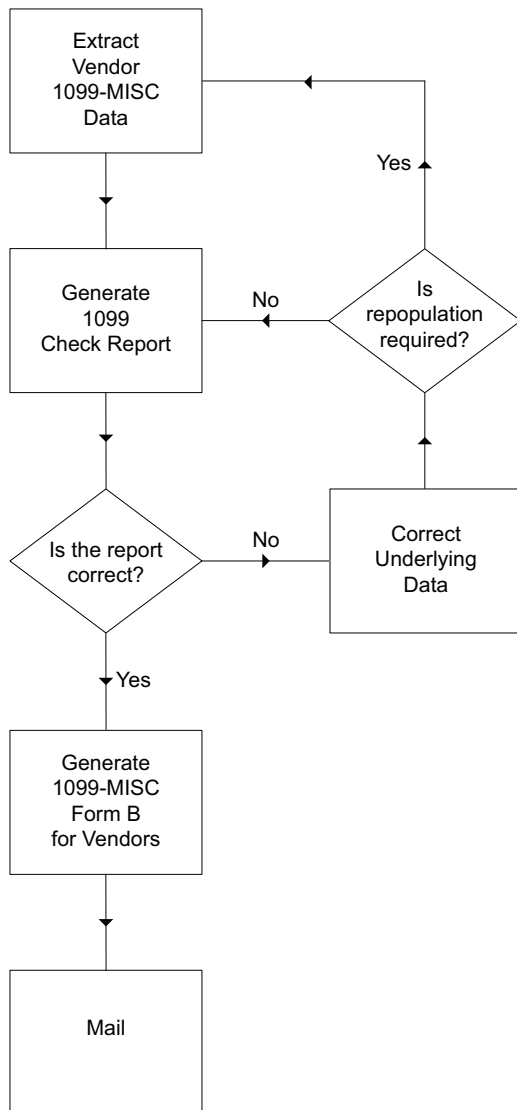 Extract
Vendor
1099-MISC
Data
Yes
Generate
1099
Check Report
No
Is
repopulation
required?
Is the report
correct?
No
Correct
Underlying
Data
Yes
Generate
1099-MISC
Form B
for Vendors
Mail